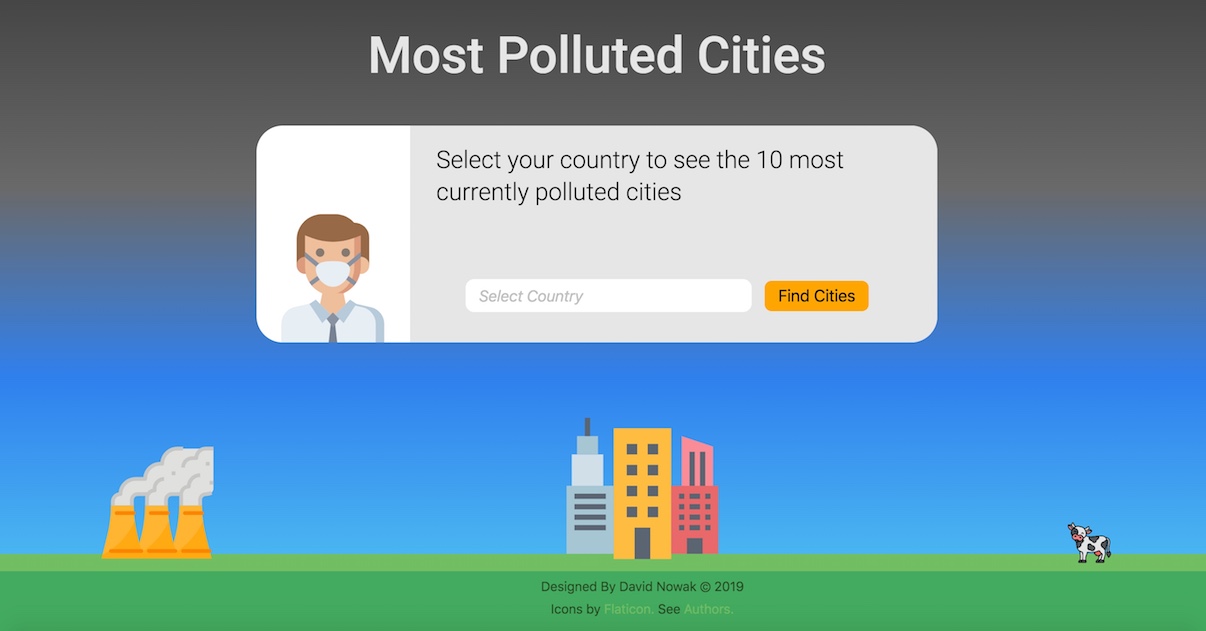 Most Polluted Cities
Select your country to see the 10 most
currently polluted cities
Select Country
Find Cities
Designed By David Nowak © 2019
Icons by Flaticon. See Authors.